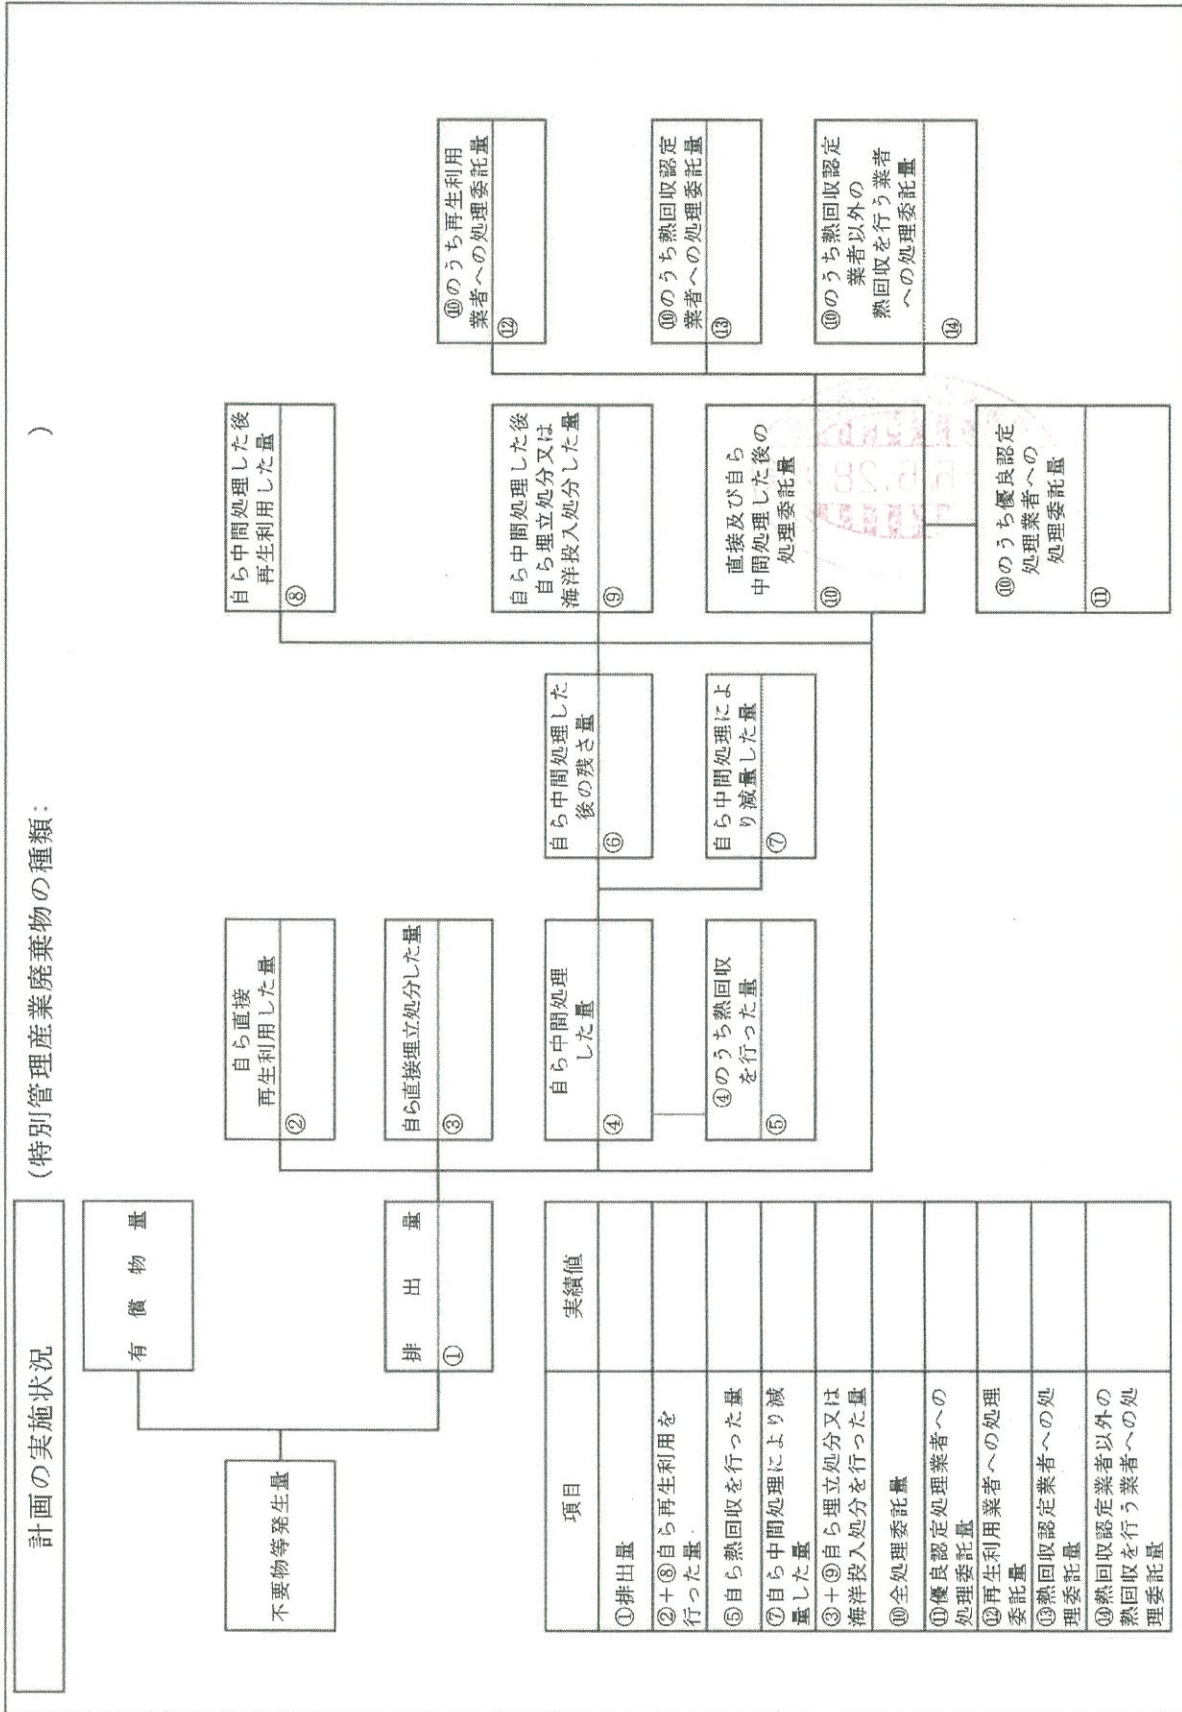 計画の実施状況
(特別管理産業廃棄物の種類:　　　)
不要物等発生量
有償物量
排出量
①
自ら直接
再生利用した量
②
自ら直接埋立処分した量
③
自ら中間処理
した量
④
④のうち熱回収
を行った量
⑤
自ら中間処理した
後の残さ量
⑥
自ら中間処理によ
り減量した量
⑦
自ら中間処理した後
再生利用した量
⑧
自ら中間処理した後
自ら埋立処分又は
海洋投入処分した量
⑨
直接及び自ら
中間処理した後の
処理委託量
⑩
⑩のうち優良認定
処理業者への
処理委託量
⑪
⑩のうち再生利用
業者への処理委託量
⑫
⑩のうち熱回収認定
業者への処理委託量
⑬
⑩のうち熱回収認定
業者以外の
熱回収を行う業者
への処理委託量
⑭
項目　実績値
①排出量
②+⑧自ら再生利用を
行った量
⑤自ら熱回収を行った量
⑦自ら中間処理により減
量した量
③+⑨自ら埋立処分又は
海洋投入処分を行った量
⑩全処理委託量
⑪優良認定処理業者への
処理委託量
⑫再生利用業者への処理
委託量
⑬熱回収認定業者への処
理委託量
⑭熱回収認定業者以外の
熱回収を行う業者への処
理委託量